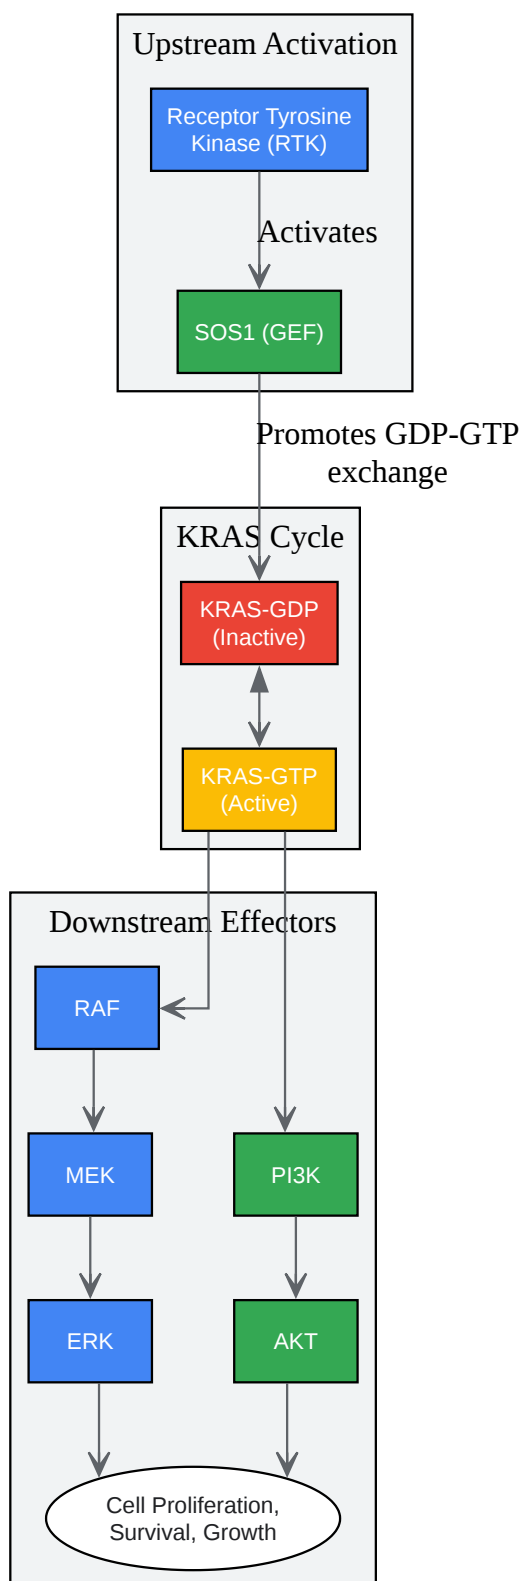 Upstream Activation
Receptor Tyrosine
Kinase (RTK)
Activates
SOS1 (GEF)
Promotes GDP-GTP
exchange
KRAS Cycle
KRAS-GDP
(Inactive)
KRAS-GTP
(Active)
Downstream Effectors
RAF
MEK
PI3K
ERK
AKT
Cell Proliferation,
Survival, Growth